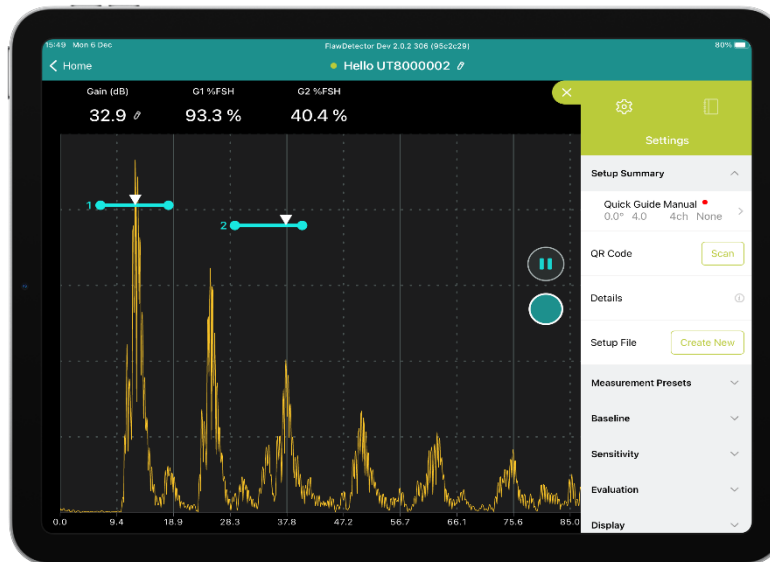 15:49 Mon 6 Dec
FlawDetector Dev 2.0.2 306 (95c2c29)
80%
Home
Hello UT8000002
Gain (dB)
G1 %FSH
G2 %FSH
32.9
93.3 %
40.4 %
1
2
0.0
9.4
18.9
28.3
37.8
47.2
56.7
66.1
75.6
85.0
Settings
Setup Summary
Quick Guide Manual
0.0° 4.0 4ch None
QR Code
Scan
Details
Setup File
Create New
Measurement Presets
Baseline
Sensitivity
Evaluation
Display